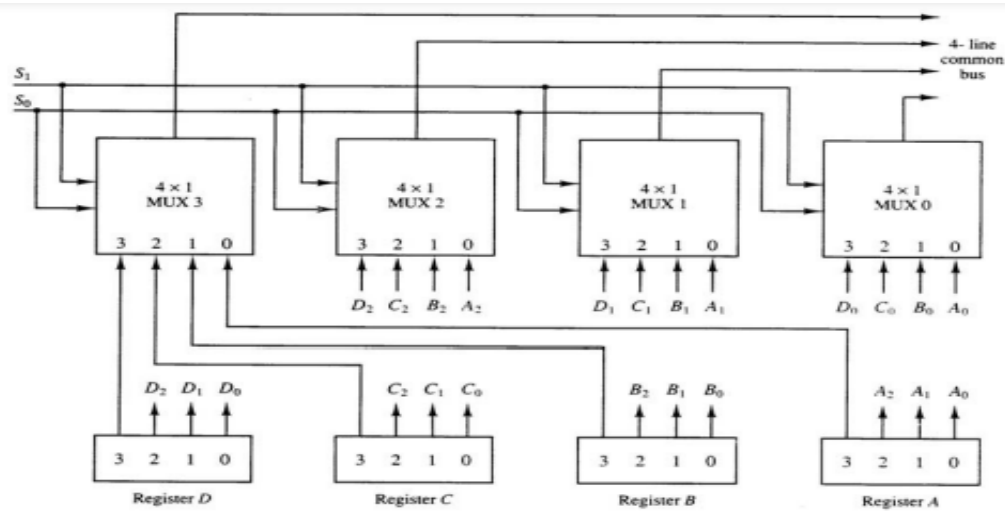 4- line
common
bus
S₁
S₀
4 × 1
MUX 3
3 2 1 0
4 × 1
MUX 2
3 2 1 0
4 × 1
MUX 1
3 2 1 0
4 × 1
MUX 0
3 2 1 0
D₂ C₂ B₂ A₂
D₁ C₁ B₁ A₁
D₀ C₀ B₀ A₀
D₂ D₁ D₀
C₂ C₁ C₀
B₂ B₁ B₀
A₂ A₁ A₀
3 2 1 0
3 2 1 0
3 2 1 0
3 2 1 0
Register D
Register C
Register B
Register A